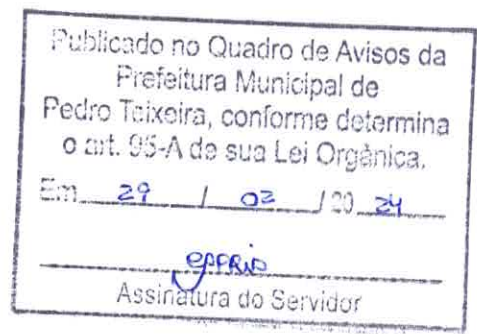 Publicado no Quadro de Avisos da
Prefeitura Municipal de
Pedro Teixeira, conforme determina
o art. 95-A de sua Lei Orgânica.
Em 29 / 02 / 20 24
Assinatura do Servidor